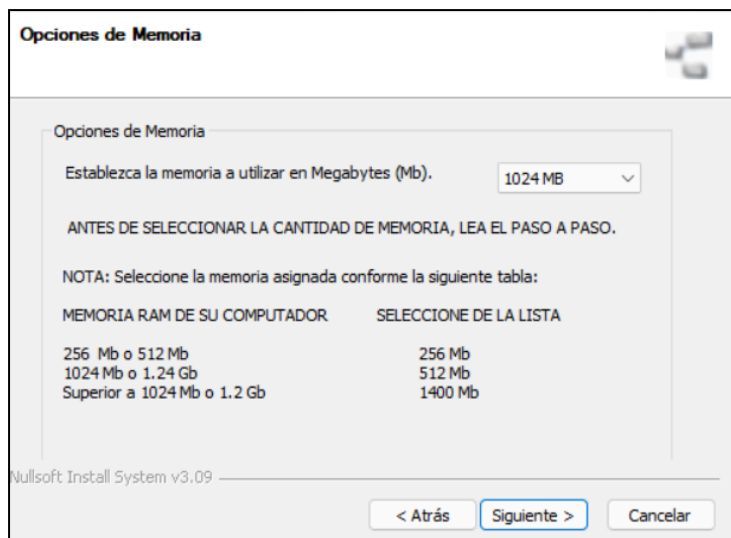 Opciones de Memoria
Opciones de Memoria
Establezca la memoria a utilizar en Megabytes (Mb). 1024 MB
ANTES DE SELECCIONAR LA CANTIDAD DE MEMORIA, LEA EL PASO A PASO.
NOTA: Seleccione la memoria asignada conforme la siguiente tabla:
MEMORIA RAM DE SU COMPUTADOR SELECCIONE DE LA LISTA
256 Mb o 512 Mb 256 Mb
1024 Mb o 1.24 Gb 512 Mb
Superior a 1024 Mb o 1.2 Gb 1400 Mb
Nullsoft Install System v3.09
< Atrás Siguiente > Cancelar